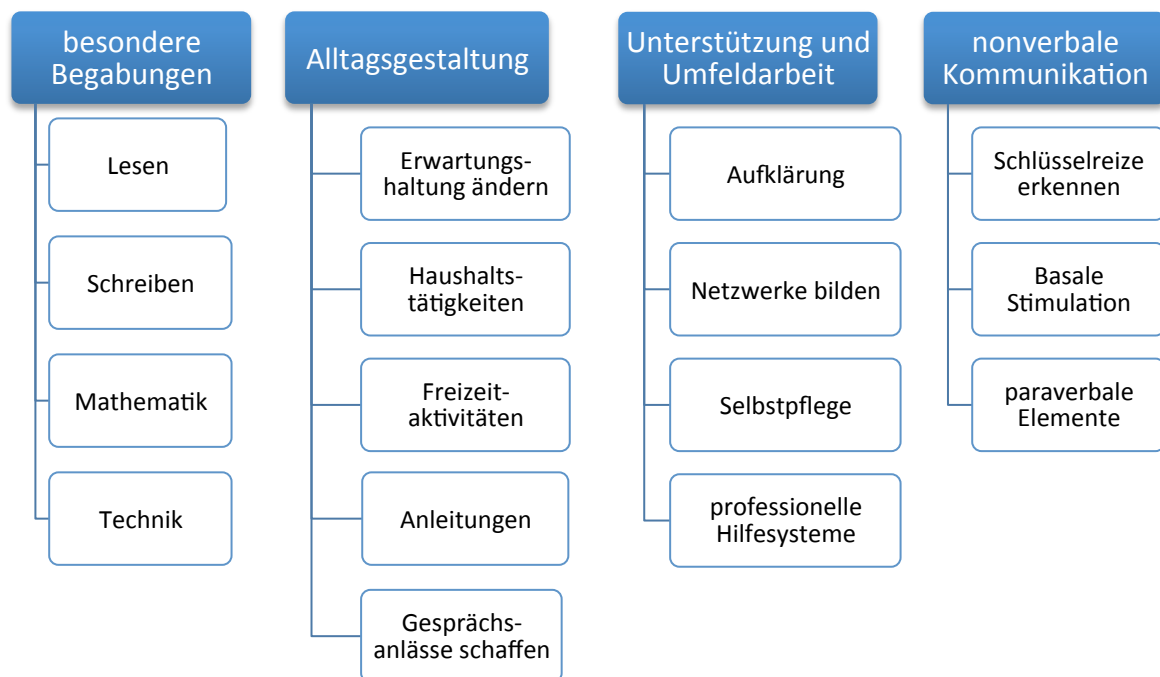 besondere
Begabungen
Lesen
Schreiben
Mathematik
Technik
Alltagsgestaltung
Erwartungs-
haltung ändern
Haushalts-
tätigkeiten
Freizeit-
aktivitäten
Anleitungen
Gesprächs-
anlässe schaffen
Unterstützung und
Umfeldarbeit
Aufklärung
Netzwerke bilden
Selbstpflege
professionelle
Hilfesysteme
nonverbale
Kommunikation
Schlüsselreize
erkennen
Basale
Stimulation
paraverbale
Elemente